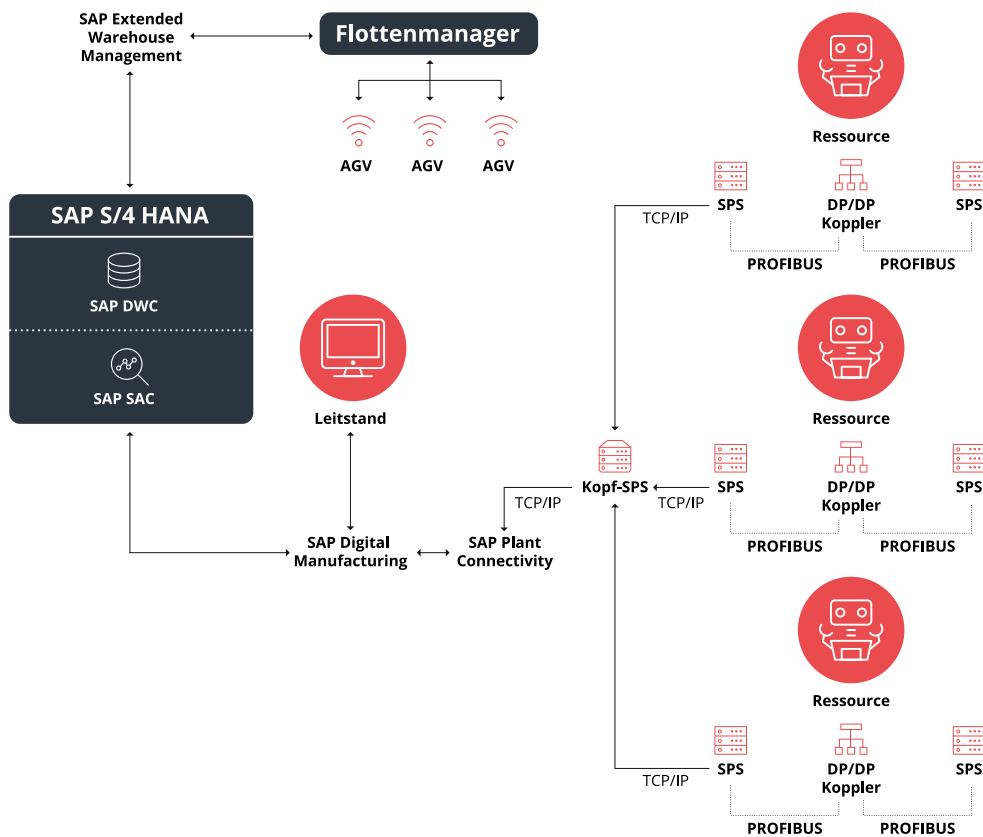 SAP Extended
Warehouse
Management
Flottenmanager
AGV
AGV
AGV
SAP S/4 HANA
SAP DWC
SAP SAC
Leitstand
SAP Digital
Manufacturing
SAP Plant
Connectivity
TCP/IP
Kopf-SPS
Ressource
SPS
DP/DP
Koppler
SPS
TCP/IP
PROFIBUS
PROFIBUS
Ressource
SPS
DP/DP
Koppler
SPS
TCP/IP
PROFIBUS
PROFIBUS
Ressource
SPS
DP/DP
Koppler
SPS
TCP/IP
PROFIBUS
PROFIBUS